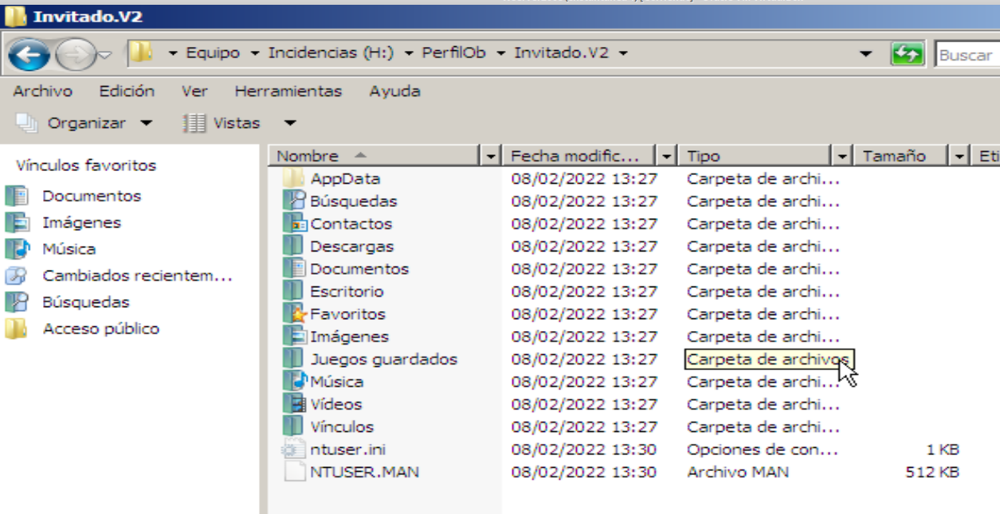 Invitado.V2
Equipo Incidencias (H:) PerfilOb Invitado.V2 Buscar
Archivo Edición Ver Herramientas Ayuda
Organizar Vistas
Vínculos favoritos
Documentos
Imágenes
Música
Cambiados recientem...
Búsquedas
Acceso público
Nombre Fecha modific... Tipo Tamaño Eti
AppData 08/02/2022 13:27 Carpeta de archi...
Búsquedas 08/02/2022 13:27 Carpeta de archi...
Contactos 08/02/2022 13:27 Carpeta de archi...
Descargas 08/02/2022 13:27 Carpeta de archi...
Documentos 08/02/2022 13:27 Carpeta de archi...
Escritorio 08/02/2022 13:27 Carpeta de archi...
Favoritos 08/02/2022 13:27 Carpeta de archi...
Imágenes 08/02/2022 13:27 Carpeta de archi...
Juegos guardados 08/02/2022 13:27 Carpeta de archivos
Música 08/02/2022 13:27 Carpeta de archi...
Vídeos 08/02/2022 13:27 Carpeta de archi...
Vínculos 08/02/2022 13:27 Carpeta de archi...
ntuser.ini 08/02/2022 13:30 Opciones de con... 1 KB
NTUSER.MAN 08/02/2022 13:30 Archivo MAN 512 KB